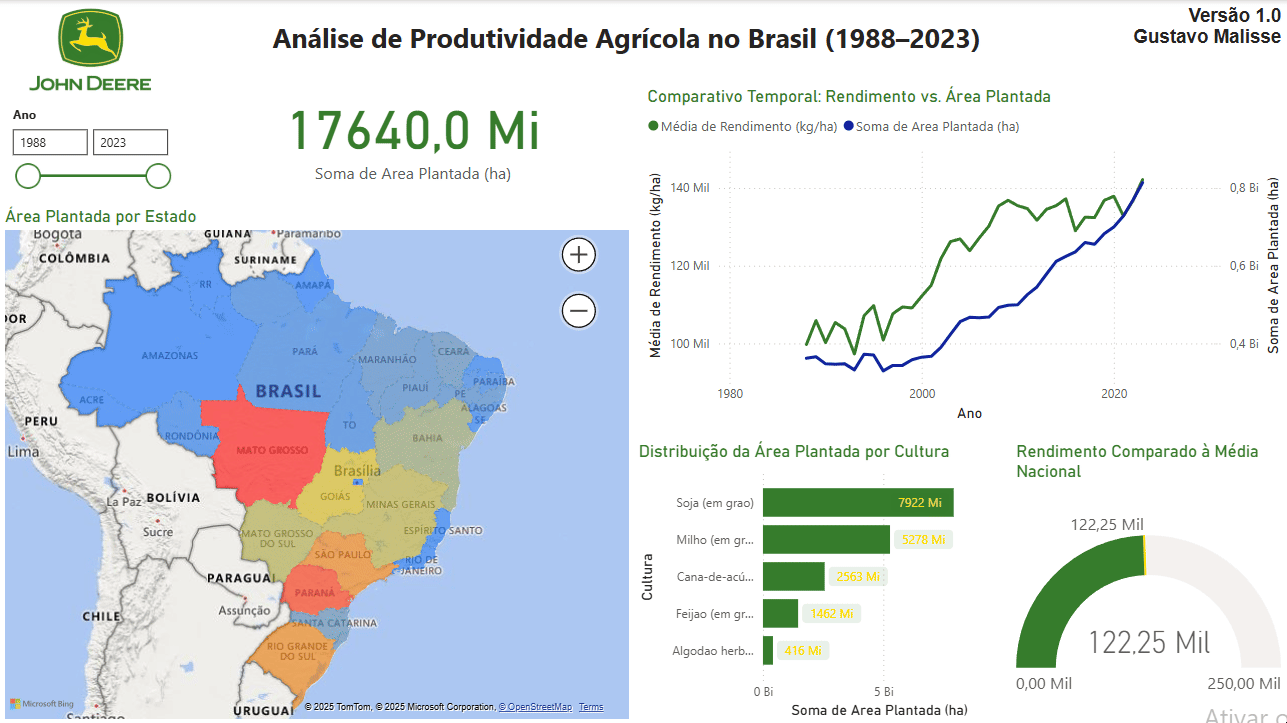 Versão 1.0
Gustavo Malisse
Análise de Produtividade Agrícola no Brasil (1988–2023)
JOHN DEERE
Ano
1988
2023
17640,0 Mi
Soma de Area Plantada (ha)
Área Plantada por Estado
Bogotá
COLÔMBIA
GUIANA
Paramaribo
SURINAME
DOR
RR
AMAPÁ
AMAZONAS
PARÁ
MARANHÃO
CEARÁ
BRASIL
PIAUÍ
PARAÍBA
PE
ACRE
ALAGOAS
SE
PERU
RONDÔNIA
TO
Lima
MATO GROSSO
BAHIA
Brasília
GOIÁS
La Paz
BOLÍVIA
MINAS GERAIS
Sucre
MATO GROSSO
DO SUL
ESPÍRITO SANTO
SÃO PAULO
RIO DE
JANEIRO
PARAGUAI
PARANÁ
CHILE
Assunção
SANTA CATARINA
RIO GRANDE
DO SUL
URUGUAI
Santiago
Microsoft Bing
© 2025 TomTom, © 2025 Microsoft Corporation, © OpenStreetMap Terms
Comparativo Temporal: Rendimento vs. Área Plantada
Média de Rendimento (kg/ha)
Soma de Area Plantada (ha)
Média de Rendimento (kg/ha)
140 Mil
120 Mil
100 Mil
0,8 Bi
0,6 Bi
0,4 Bi
Soma de Area Plantada (ha)
1980
2000
2020
Ano
Distribuição da Área Plantada por Cultura
Cultura
Soja (em grao)
7922 Mi
Milho (em gr...
5278 Mi
Cana-de-acú...
2563 Mi
Feijao (em gr...
1462 Mi
Algodao herb...
416 Mi
0 Bi
5 Bi
Soma de Area Plantada (ha)
Rendimento Comparado à Média
Nacional
122,25 Mil
122,25 Mil
0,00 Mil
250,00 Mil
Ativar o